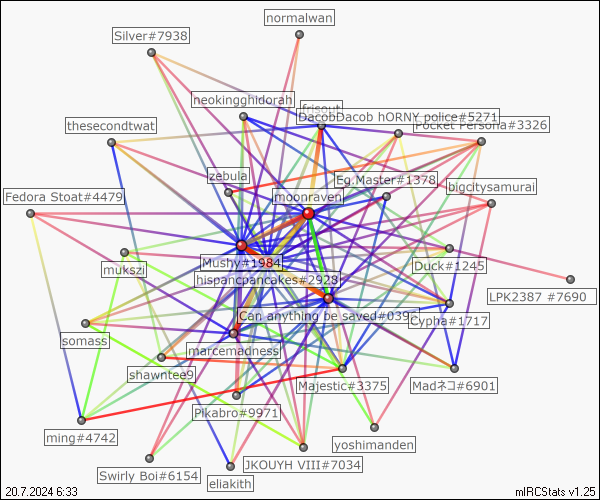 normalwan
Silver#7938
neokingghidorah
frisout
DacobDacob hORNY police#5271
Pocket Persona#3326
thesecondtwat
zebula
Eg.Master#1378
bigcitysamurai
Fedora Stoat#4479
moonraven
Mushy#1984
mukszi
Duck#1245
hispancpancakes#2928
LPK2387 #7690
Can anything be saved#039
Cypha#1717
somass
marcemadness
shawntee9
Majestic#3375
Madネコ#6901
Pikabro#9971
ming#4742
yoshimanden
JKOUYH VIII#7034
Swirly Boi#6154
eliakith
20.7.2024 6:33
mIRCStats v1.25